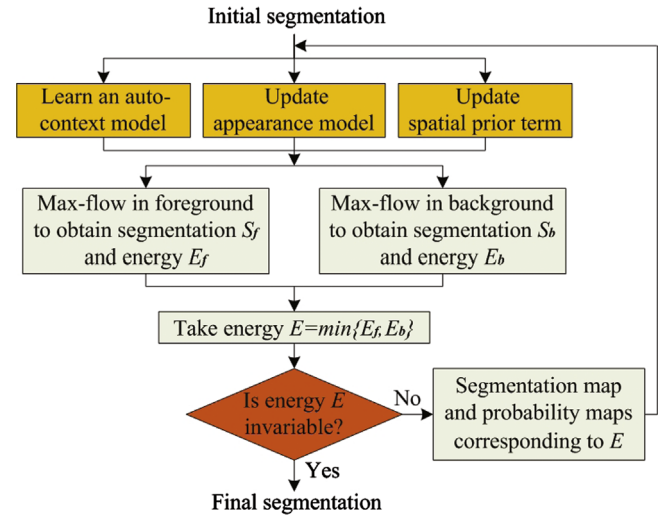 Initial segmentation
Learn an auto-
context model
Update
appearance model
Update
spatial prior term
Max-flow in foreground
to obtain segmentation Sf
and energy Ef
Max-flow in background
to obtain segmentation Sb
and energy Eb
Take energy E=min{Ef, Eb}
Is energy E
invariable?
No
Segmentation map
and probability maps
corresponding to E
Yes
Final segmentation